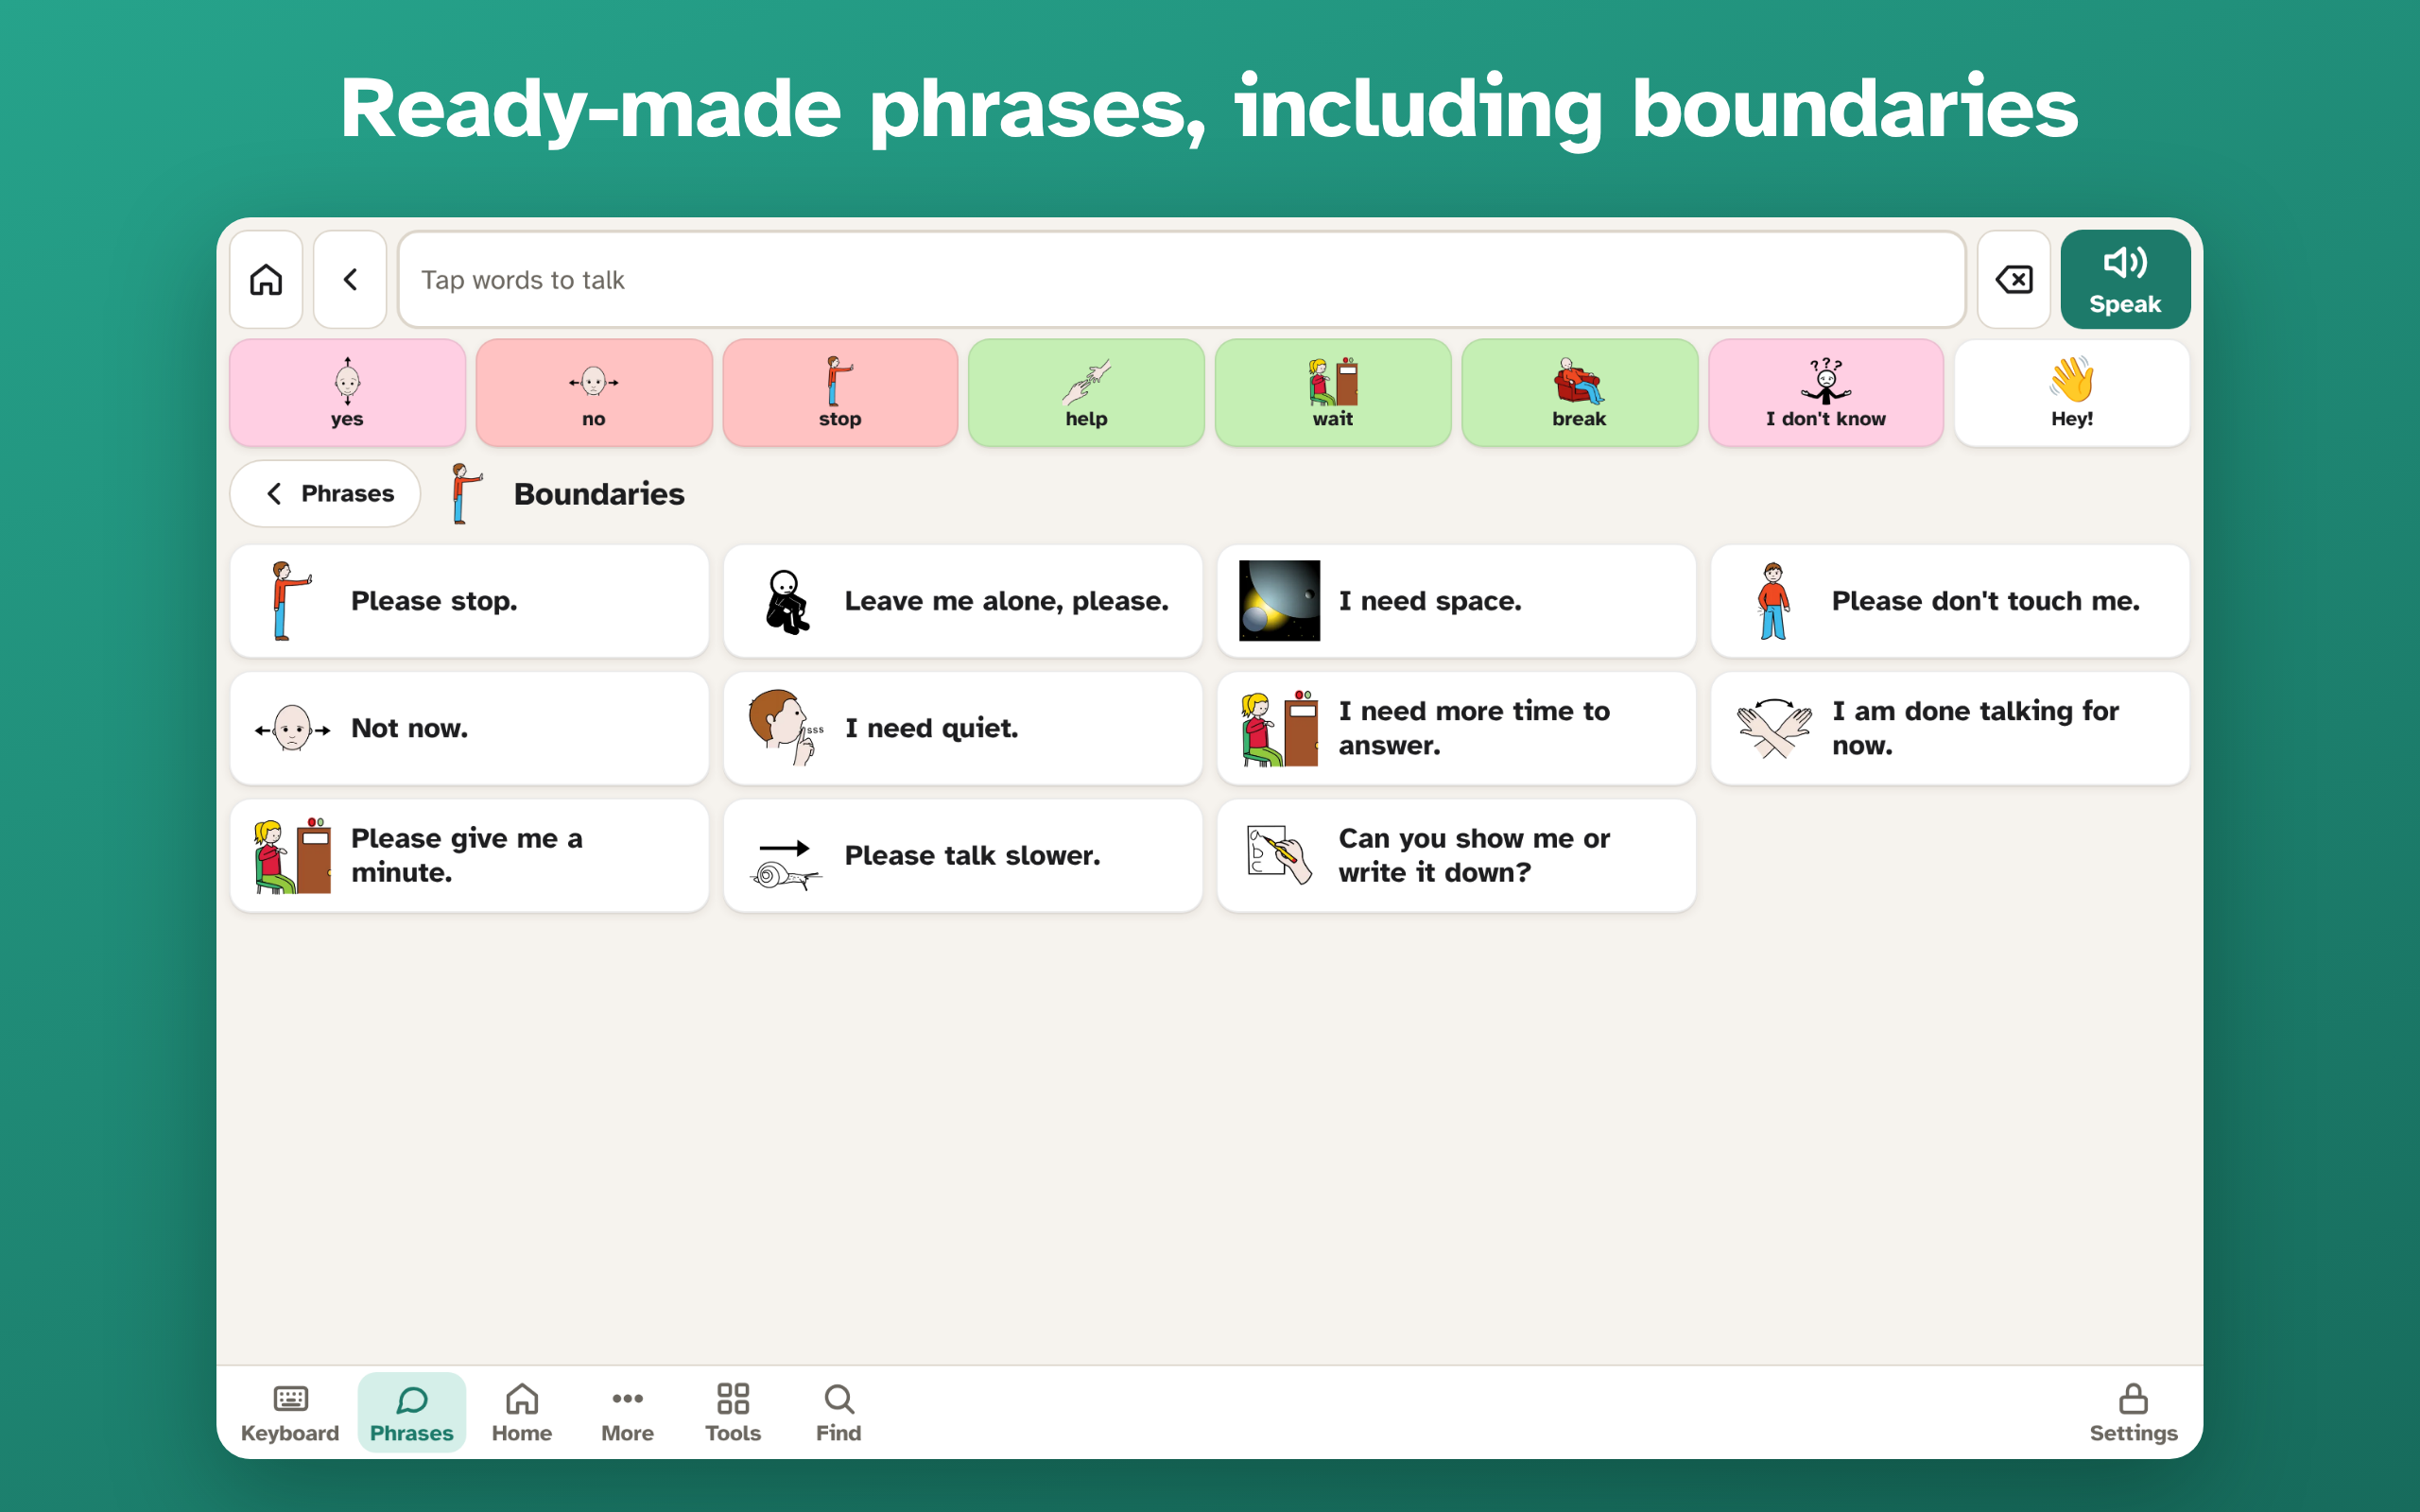 Ready-made phrases, including boundaries
Tap words to talk
Speak
yes
no
stop
help
wait
break
???
I don't know
Hey!
Phrases
Boundaries
Please stop.
Leave me alone, please.
I need space.
Please don't touch me.
Not now.
sss
I need quiet.
I need more time to
answer.
I am done talking for
now.
Please give me a
minute.
Please talk slower.
Can you show me or
write it down?
Keyboard
Phrases
Home
More
Tools
Find
Settings